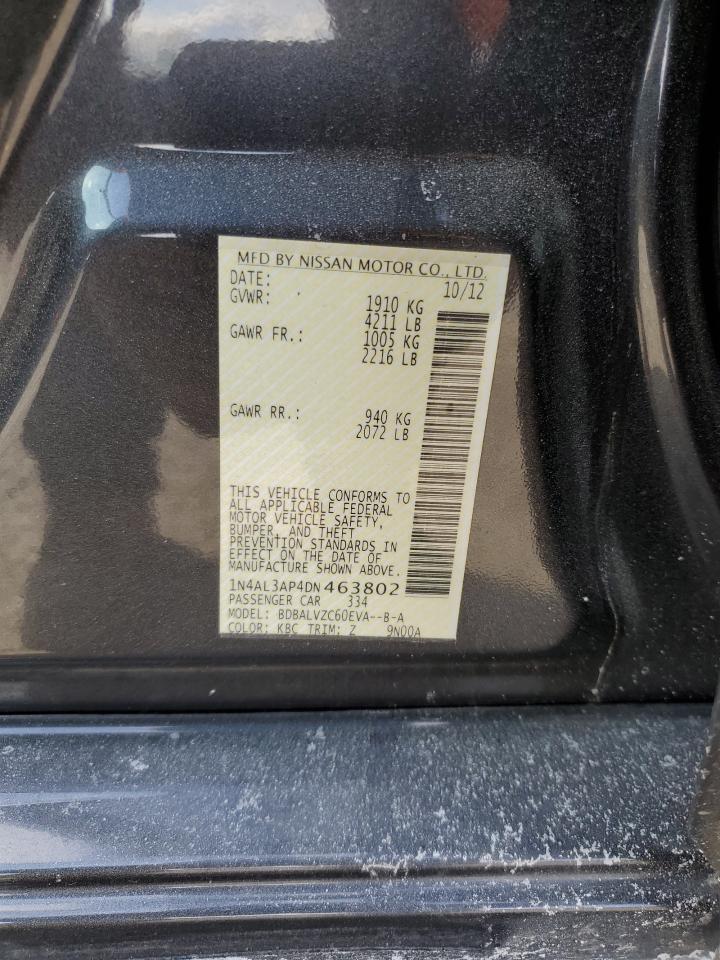 MFD BY NISSAN MOTOR CO., LTD.
DATE: 10/12
GVWR: 1910 KG
4211 LB
GAWR FR.: 1005 KG
2216 LB
GAWR RR.: 940 KG
2072 LB
THIS VEHICLE CONFORMS TO
ALL APPLICABLE FEDERAL
MOTOR VEHICLE SAFETY,
BUMPER, AND THEFT
PREVENTION STANDARDS IN
EFFECT ON THE DATE OF
MANUFACTURE SHOWN ABOVE.
1N4AL3AP4DN463802
PASSENGER CAR 334
MODEL: BDBALVZC60EVA--B-A
COLOR: KBC TRIM: Z 9N00A